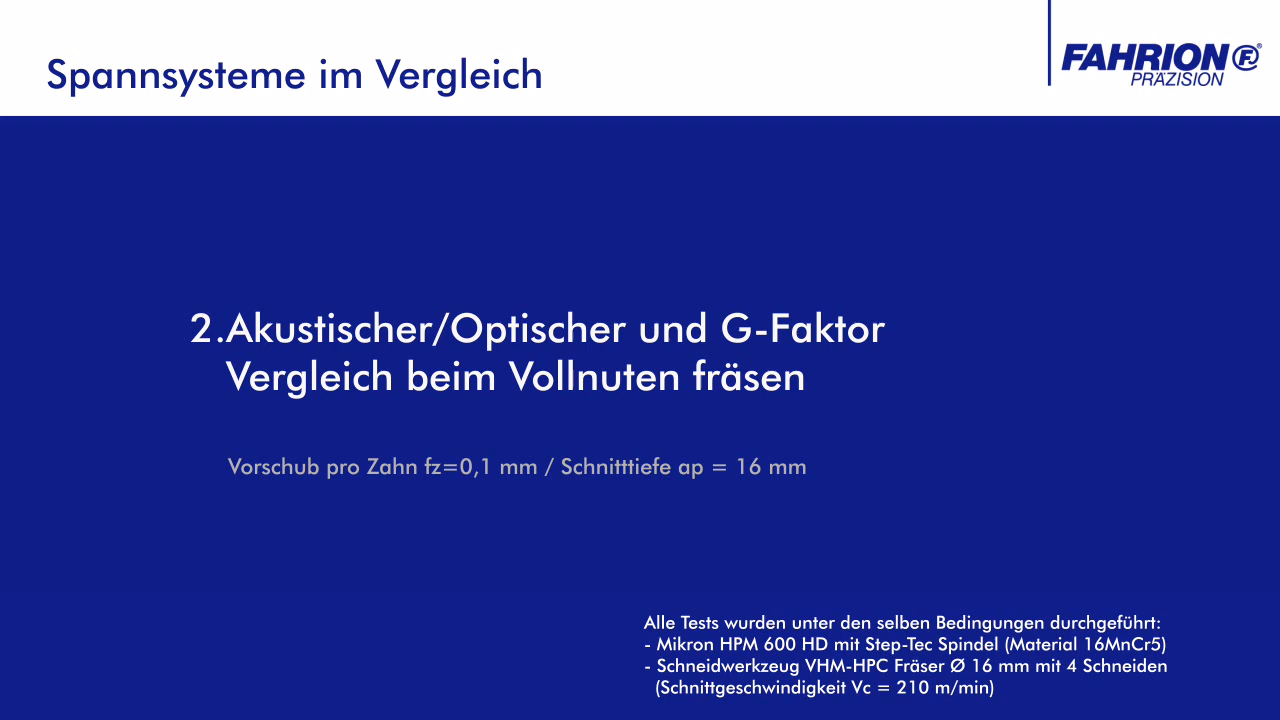 Spannsysteme im Vergleich
FAHRION F®
PRÄZISION
2.Akustischer/Optischer und G-Faktor
Vergleich beim Vollnuten fräsen
Vorschub pro Zahn fz=0,1 mm / Schnitttiefe ap = 16 mm
Alle Tests wurden unter den selben Bedingungen durchgeführt:
- Mikron HPM 600 HD mit Step-Tec Spindel (Material 16MnCr5)
- Schneidwerkzeug VHM-HPC Fräser Ø 16 mm mit 4 Schneiden
(Schnittgeschwindigkeit Vc = 210 m/min)